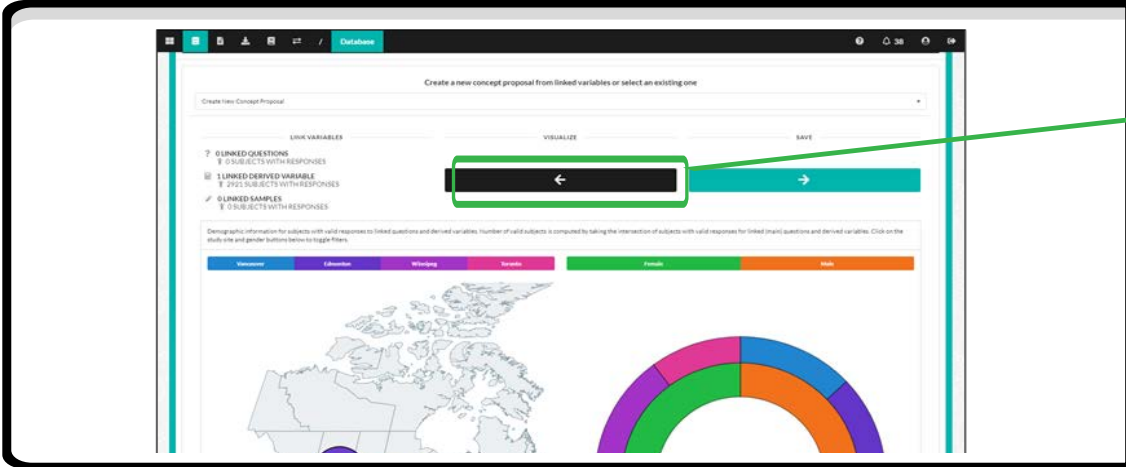 / Database 38
Create a new concept proposal from linked variables or select an existing one
Create New Concept Proposal
LINK VARIABLES VISUALIZE SAVE
? 0 LINKED QUESTIONS
0 SUBJECTS WITH RESPONSES
1 LINKED DERIVED VARIABLE
2921 SUBJECTS WITH RESPONSES
0 LINKED SAMPLES
0 SUBJECTS WITH RESPONSES
Demographic information for subjects with valid responses to linked questions and derived variables. Number of valid subjects is computed by taking the intersection of subjects with valid responses for linked (main) questions and derived variables. Click on the
study site and gender buttons below to toggle filters.
Vancouver Edmonton Winnipeg Toronto Female Male